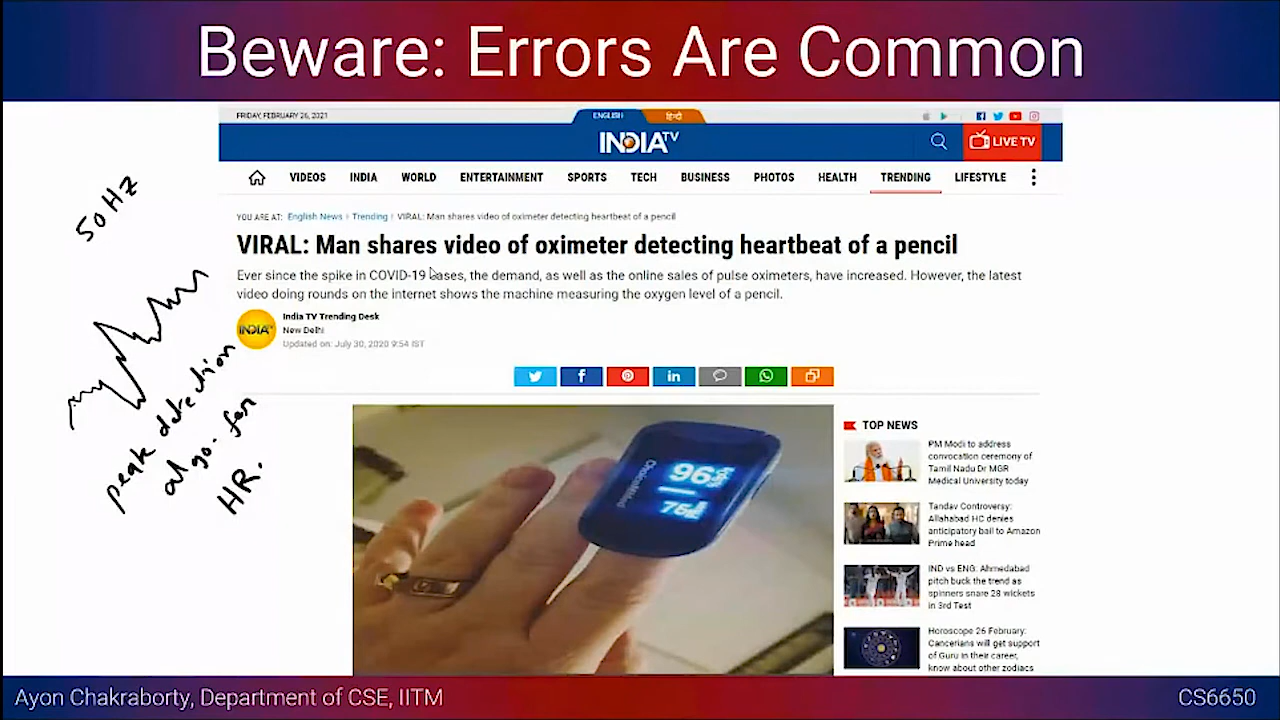 Beware: Errors Are Common
FRIDAY, FEBRUARY 26, 2021
ENGLISH
हिन्दी
INDIA TV
LIVE TV
VIDEOS
INDIA
WORLD
ENTERTAINMENT
SPORTS
TECH
BUSINESS
PHOTOS
HEALTH
TRENDING
LIFESTYLE
YOU ARE AT: English News › Trending › VIRAL: Man shares video of oximeter detecting heartbeat of a pencil
VIRAL: Man shares video of oximeter detecting heartbeat of a pencil
Ever since the spike in COVID-19 cases, the demand, as well as the online sales of pulse oximeters, have increased. However, the latest
video doing rounds on the internet shows the machine measuring the oxygen level of a pencil.
INDIA TV
India TV Trending Desk
New Delhi
Updated on: July 30, 2020 9:54 IST
50Hz
peak detection
algo. for
HR.
96
76
ChoiceMMed
TOP NEWS
PM Modi to address
convocation ceremony of
Tamil Nadu Dr MGR
Medical University today
Tandav Controversy:
Allahabad HC denies
anticipatory bail to Amazon
Prime head
IND vs ENG: Ahmedabad
pitch buck the trend as
spinners snare 28 wickets
in 3rd Test
Horoscope 26 February:
Cancerians will get support
of Guru in their career,
know about other zodiacs
Ayon Chakraborty, Department of CSE, IITM
CS6650